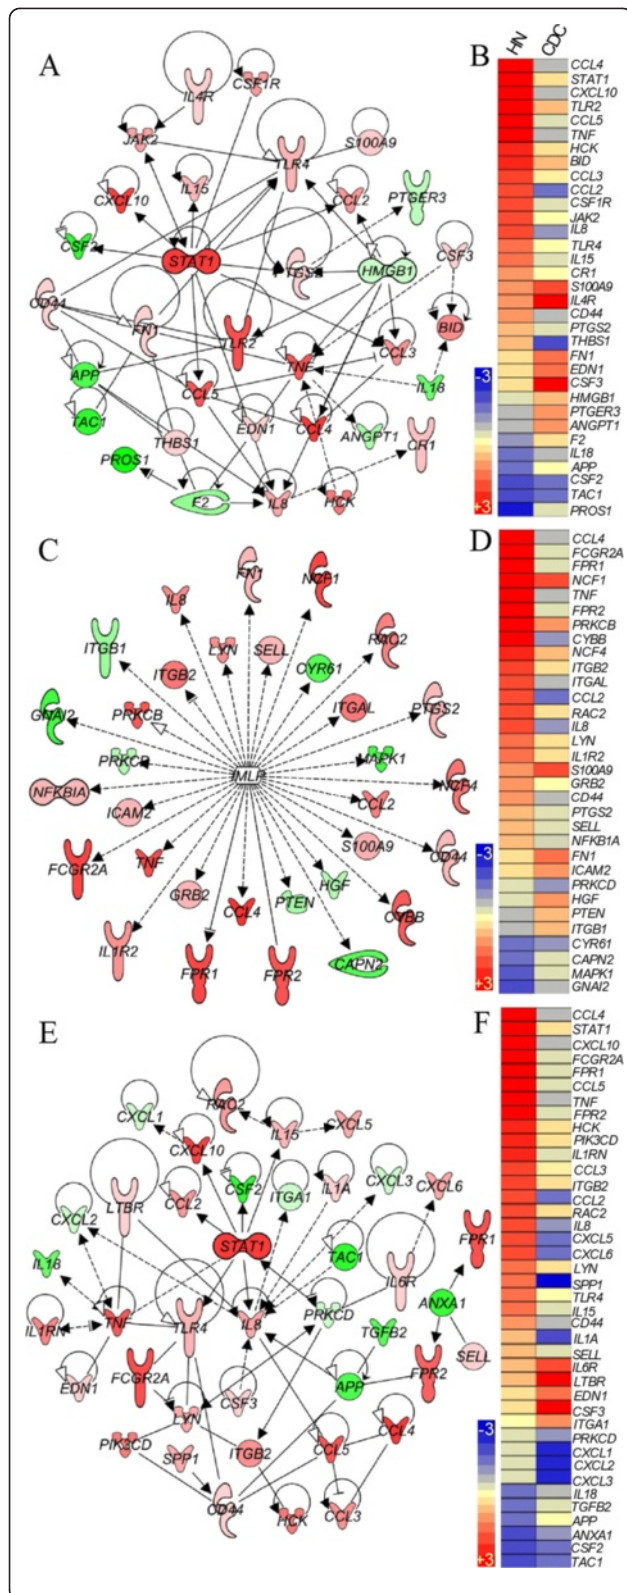 A
IL4R
CSF1R
JAK2
TLR4
S100A9
CXCL10
IL15
CCL2
PTGER3
CSF2
STAT1
PTGS2
HMGB1
CSF3
CD44
FN1
TLR2
BID
CCL3
APP
TNF
CCL5
IL18
TAC1
THBS1
EDN1
CCL4
ANGPT1
CR1
PROS1
F2
IL8
HCK
B
HN CDC
CCL4
STAT1
CXCL10
TLR2
CCL5
TNF
HCK
BID
CCL3
CCL2
CSF1R
JAK2
IL8
TLR4
IL15
CR1
S100A9
IL4R
CD44
PTGS2
THBS1
FN1
EDN1
CSF3
HMGB1
PTGER3
ANGPT1
F2
IL18
APP
CSF2
TAC1
PROS1
-3
+3
C
FN1
NCF1
IL8
RAC2
ITGB1
LYN
SELL
ITGB2
CYR61
GNAI2
PRKCB
ITGAL
PTGS2
PRKCD
MAPK1
fMLP
NFKBIA
NCF4
ICAM2
CCL2
S100A9
CD44
FCGR2A
TNF
GRB2
HGF
CCL4
PTEN
CYBB
IL1R2
FPR1
FPR2
CAPN2
D
CCL4
FCGR2A
FPR1
NCF1
TNF
FPR2
PRKCB
CYBB
NCF4
ITGB2
ITGAL
CCL2
RAC2
IL8
LYN
IL1R2
S100A9
GRB2
CD44
PTGS2
SELL
NFKB1A
FN1
ICAM2
PRKCD
HGF
PTEN
ITGB1
CYR61
CAPN2
MAPK1
GNAI2
-3
+3
E
RAC2
CXCL1
IL15
CXCL5
CXCL10
LTBR
CCL2
CSF2
ITGA1
IL1A
CXCL3
CXCL6
CXCL2
STAT1
FPR1
IL18
TAC1
IL6R
IL1RN
TNF
TLR4
IL8
PRKCD
ANXA1
TGFB2
EDN1
FCGR2A
CSF3
APP
FPR2
SELL
LYN
PIK3CD
SPP1
ITGB2
CCL5
CCL4
CD44
HCK
CCL3
F
CCL4
STAT1
CXCL10
FCGR2A
FPR1
CCL5
TNF
FPR2
HCK
PIK3CD
IL1RN
CCL3
ITGB2
CCL2
RAC2
IL8
CXCL5
CXCL6
LYN
SPP1
TLR4
IL15
CD44
IL1A
SELL
IL6R
LTBR
EDN1
CSF3
ITGA1
PRKCD
CXCL1
CXCL2
CXCL3
IL18
TGFB2
APP
ANXA1
CSF2
TAC1
-3
+3